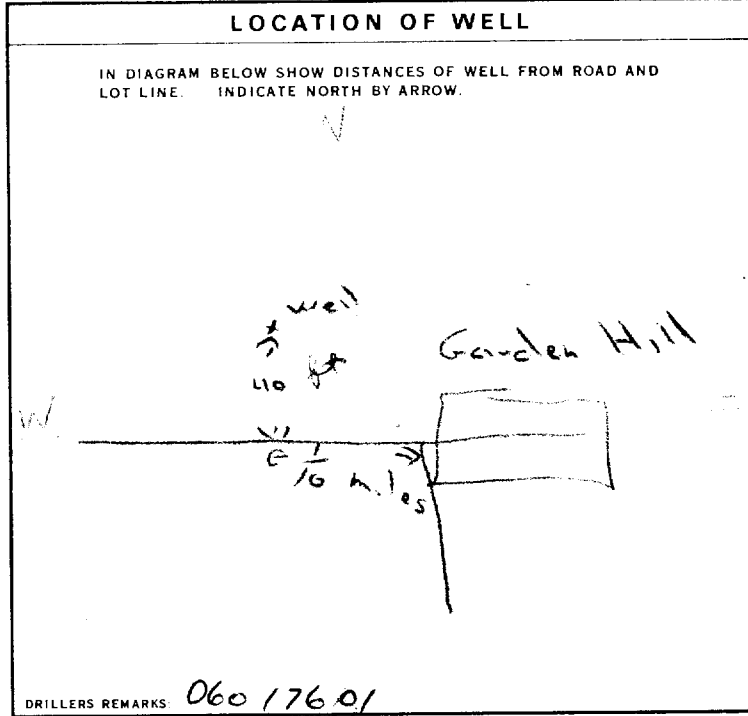 LOCATION OF WELL
IN DIAGRAM BELOW SHOW DISTANCES OF WELL FROM ROAD AND
LOT LINE. INDICATE NORTH BY ARROW.
N
well
40 ft
Garden Hill
W
1/10 miles
DRILLERS REMARKS: 060 176 01